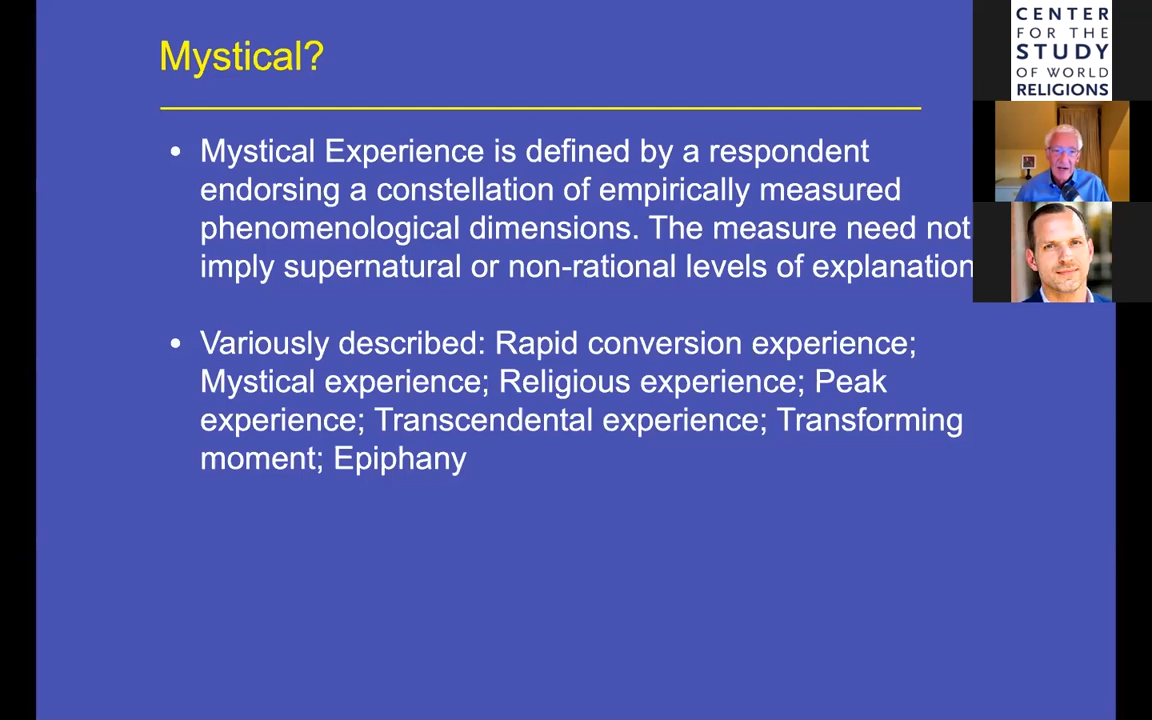 Mystical?
• Mystical Experience is defined by a respondent
endorsing a constellation of empirically measured
phenomenological dimensions. The measure need not
imply supernatural or non-rational levels of explanation
• Variously described: Rapid conversion experience;
Mystical experience; Religious experience; Peak
experience; Transcendental experience; Transforming
moment; Epiphany
CENTER
FOR THE
STUDY
OF WORLD
RELIGIONS